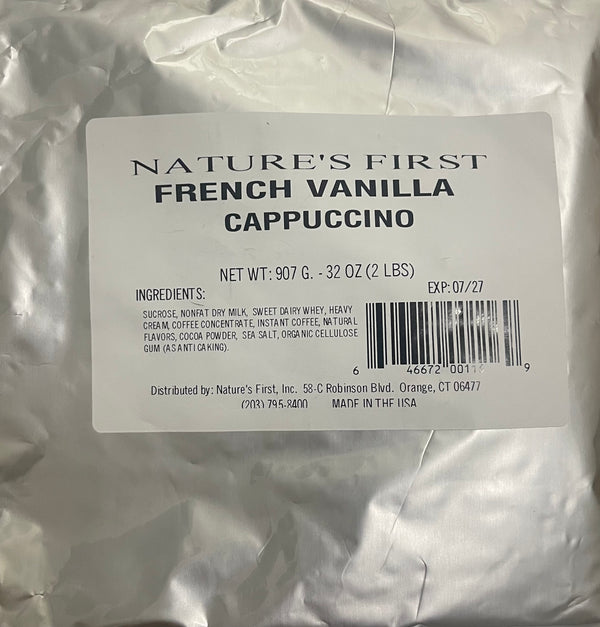 NATURE'S FIRST
FRENCH VANILLA
CAPPUCCINO
NET WT: 907 G. - 32 OZ (2 LBS)
EXP: 07/27
INGREDIENTS:
SUCROSE, NONFAT DRY MILK, SWEET DAIRY WHEY, HEAVY
CREAM, COFFEE CONCENTRATE, INSTANT COFFEE, NATURAL
FLAVORS, COCOA POWDER, SEA SALT, ORGANIC CELLULOSE
GUM (AS ANTI CAKING).
6 46672 9
Distributed by: Nature's First, Inc. 58-C Robinson Blvd. Orange, CT 06477
(203) 795-8400 MADE IN THE USA